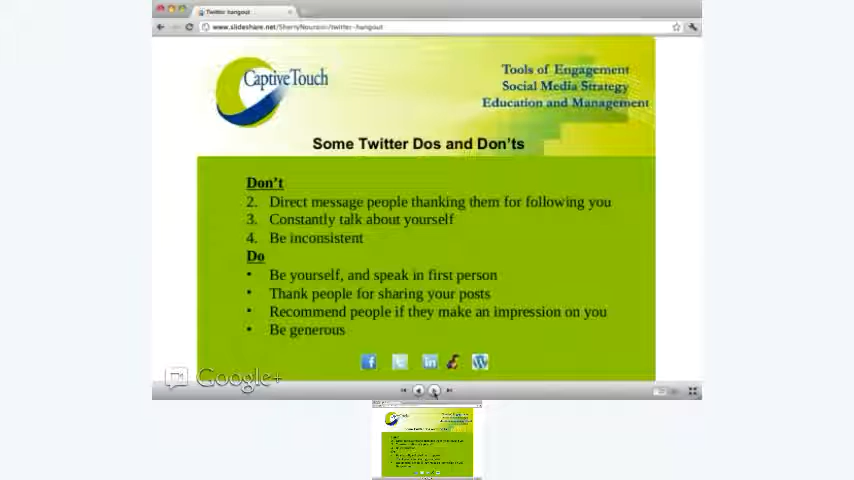 Twitter hangout
www.slideshare.net/SherryNouraini/twitter-hangout
CaptiveTouch
Tools of Engagement
Social Media Strategy
Education and Management
Some Twitter Dos and Don'ts
Don't
2. Direct message people thanking them for following you
3. Constantly talk about yourself
4. Be inconsistent
Do
• Be yourself, and speak in first person
• Thank people for sharing your posts
• Recommend people if they make an impression on you
• Be generous
Google+